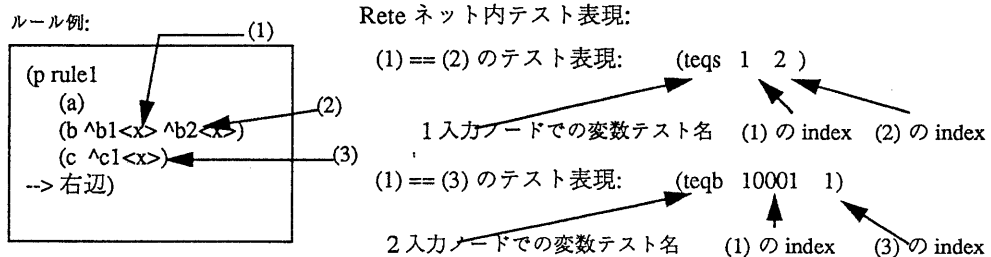 ルール例:
(1)
(p rule1
(a)
(b ^b1<x> ^b2<x>)
(2)
(c ^c1<x>)
(3)
--> 右辺)
Rete ネット内テスト表現:
(1) == (2) のテスト表現: (teqs 1 2 )
1入力ノードでの変数テスト名 (1) の index (2) の index
(1) == (3) のテスト表現: (teqb 10001 1)
2入力ノードでの変数テスト名 (1) の index (3) の index